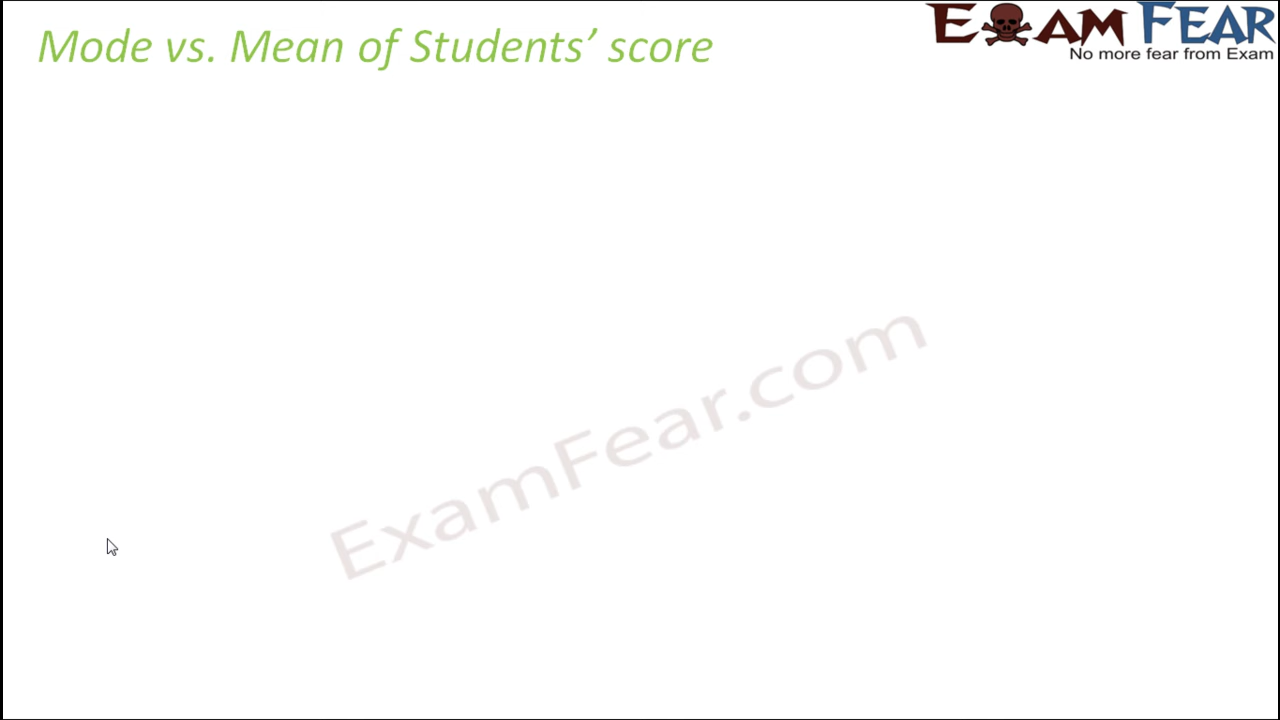 Mode vs. Mean of Students’ score
EXAM FEAR
No more fear from Exam
ExamFear.com